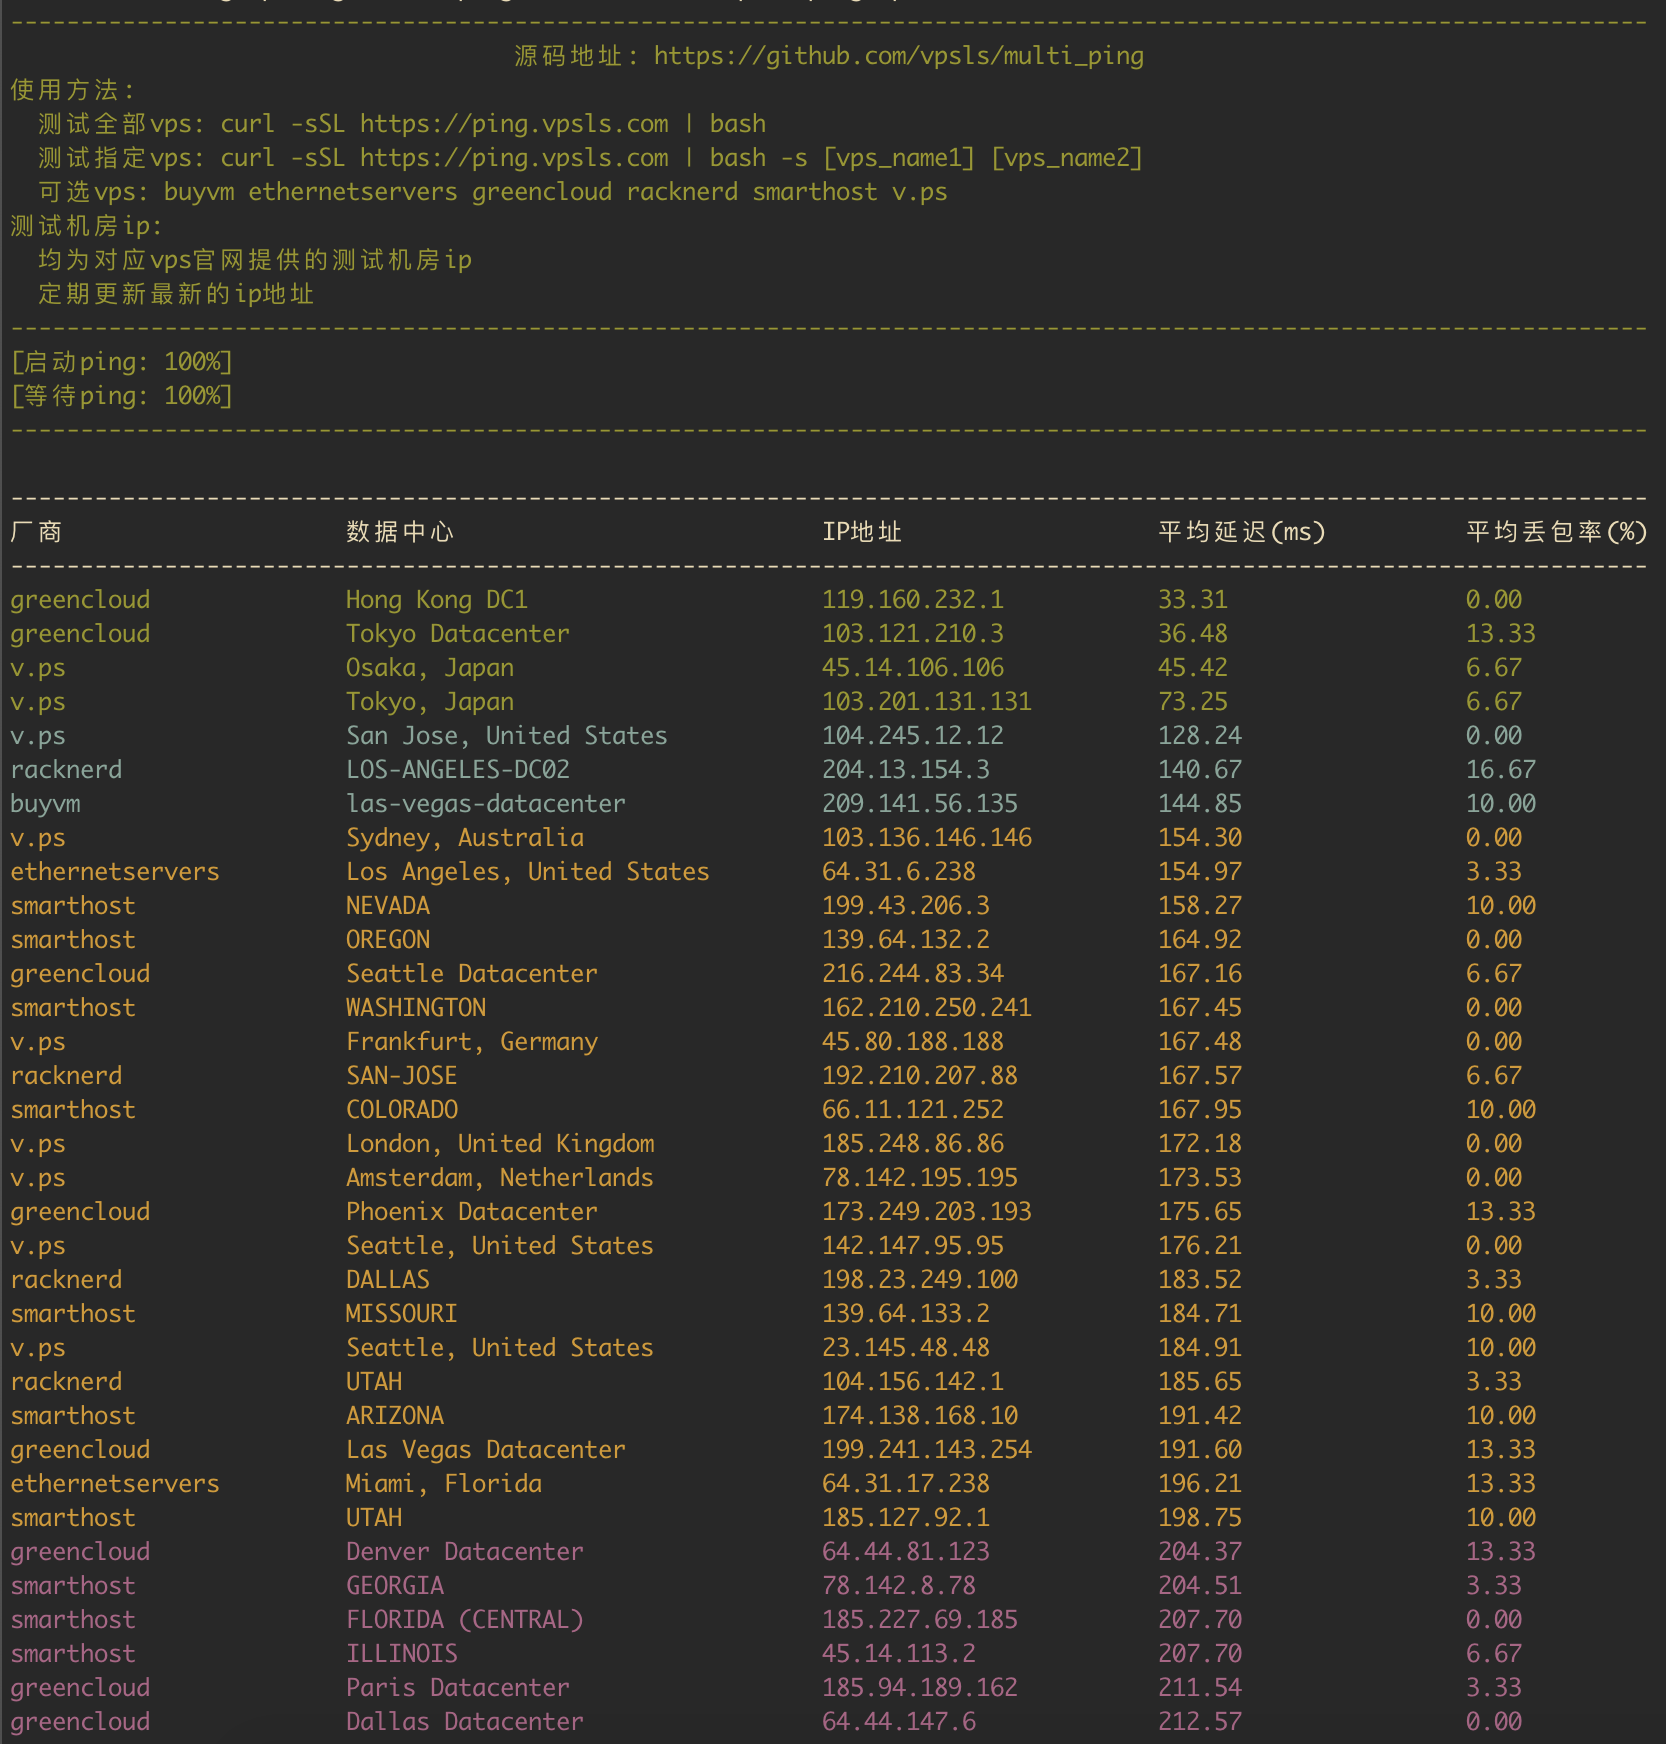 源码地址: https://github.com/vpsls/multi_ping
使用方法:
测试全部vps: curl -sSL https://ping.vpsls.com | bash
测试指定vps: curl -sSL https://ping.vpsls.com | bash -s [vps_name1] [vps_name2]
可选vps: buyvm ethernetservers greencloud racknerd smarthost v.ps
测试机房ip:
均为对应vps官网提供的测试机房ip
定期更新最新的ip地址
[启动ping: 100%]
[等待ping: 100%]
厂商 数据中心 IP地址 平均延迟(ms) 平均丢包率(%)
greencloud Hong Kong DC1 119.160.232.1 33.31 0.00
greencloud Tokyo Datacenter 103.121.210.3 36.48 13.33
v.ps Osaka, Japan 45.14.106.106 45.42 6.67
v.ps Tokyo, Japan 103.201.131.131 73.25 6.67
v.ps San Jose, United States 104.245.12.12 128.24 0.00
racknerd LOS-ANGELES-DC02 204.13.154.3 140.67 16.67
buyvm las-vegas-datacenter 209.141.56.135 144.85 10.00
v.ps Sydney, Australia 103.136.146.146 154.30 0.00
ethernetservers Los Angeles, United States 64.31.6.238 154.97 3.33
smarthost NEVADA 199.43.206.3 158.27 10.00
smarthost OREGON 139.64.132.2 164.92 0.00
greencloud Seattle Datacenter 216.244.83.34 167.16 6.67
smarthost WASHINGTON 162.210.250.241 167.45 0.00
v.ps Frankfurt, Germany 45.80.188.188 167.48 0.00
racknerd SAN-JOSE 192.210.207.88 167.57 6.67
smarthost COLORADO 66.11.121.252 167.95 10.00
v.ps London, United Kingdom 185.248.86.86 172.18 0.00
v.ps Amsterdam, Netherlands 78.142.195.195 173.53 0.00
greencloud Phoenix Datacenter 173.249.203.193 175.65 13.33
v.ps Seattle, United States 142.147.95.95 176.21 0.00
racknerd DALLAS 198.23.249.100 183.52 3.33
smarthost MISSOURI 139.64.133.2 184.71 10.00
v.ps Seattle, United States 23.145.48.48 184.91 10.00
racknerd UTAH 104.156.142.1 185.65 3.33
smarthost ARIZONA 174.138.168.10 191.42 10.00
greencloud Las Vegas Datacenter 199.241.143.254 191.60 13.33
ethernetservers Miami, Florida 64.31.17.238 196.21 13.33
smarthost UTAH 185.127.92.1 198.75 10.00
greencloud Denver Datacenter 64.44.81.123 204.37 13.33
smarthost GEORGIA 78.142.8.78 204.51 3.33
smarthost FLORIDA (CENTRAL) 185.227.69.185 207.70 0.00
smarthost ILLINOIS 45.14.113.2 207.70 6.67
greencloud Paris Datacenter 185.94.189.162 211.54 3.33
greencloud Dallas Datacenter 64.44.147.6 212.57 0.00